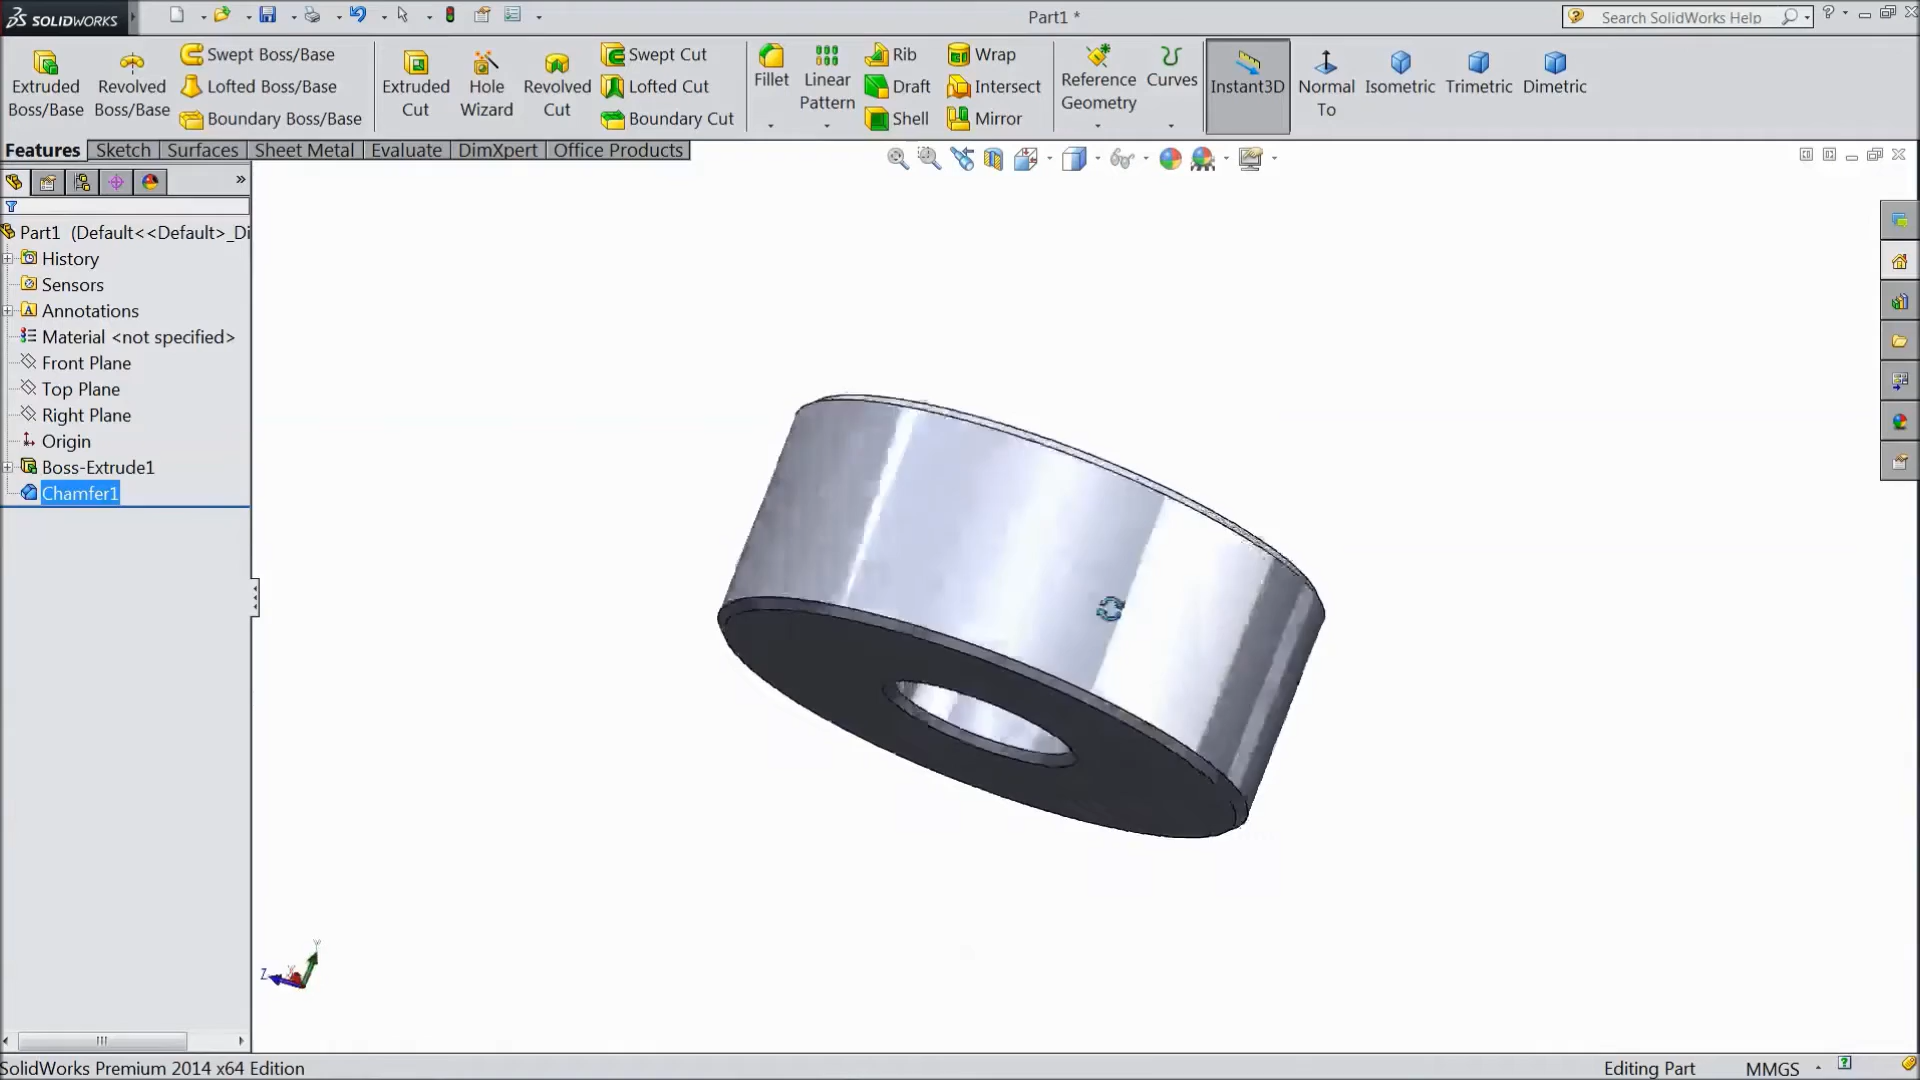 SOLIDWORKS
Part1 *
Search SolidWorks Help
Extruded Boss/Base
Revolved Boss/Base
Swept Boss/Base
Lofted Boss/Base
Boundary Boss/Base
Extruded Cut
Hole Wizard
Revolved Cut
Swept Cut
Lofted Cut
Boundary Cut
Fillet
Linear Pattern
Rib
Draft
Shell
Wrap
Intersect
Mirror
Reference Geometry
Curves
Instant3D
Normal To
Isometric
Trimetric
Dimetric
Features
Sketch
Surfaces
Sheet Metal
Evaluate
DimXpert
Office Products
Part1 (Default<<Default>_Di
History
Sensors
Annotations
Material <not specified>
Front Plane
Top Plane
Right Plane
Origin
Boss-Extrude1
Chamfer1
Y
Z
SolidWorks Premium 2014 x64 Edition
Editing Part
MMGS